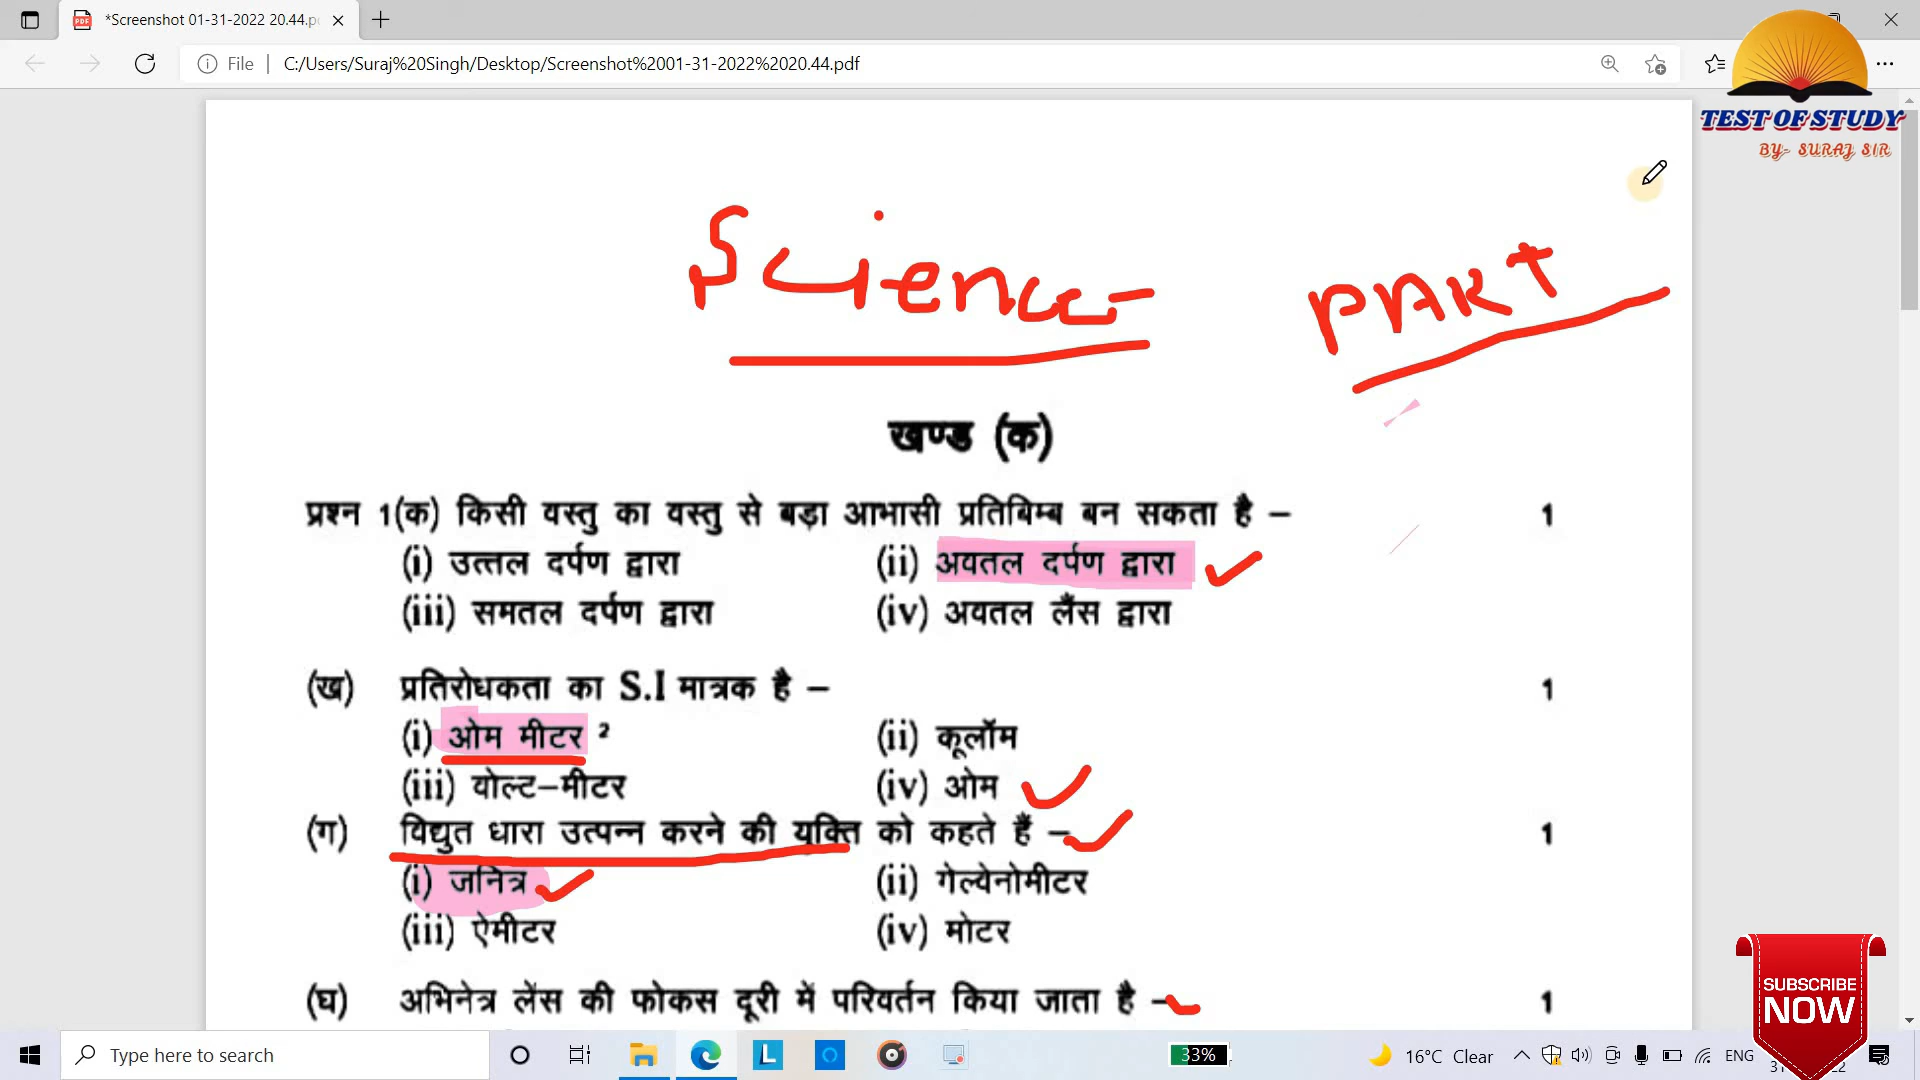 *Screenshot 01-31-2022 20.44.p
File
C:/Users/Suraj%20Singh/Desktop/Screenshot%2001-31-2022%2020.44.pdf
TEST OF STUDY
BY- SURAJ SIR
Science- PART
खण्ड (क)
प्रश्न 1(क) किसी वस्तु का वस्तु से बड़ा आभासी प्रतिबिम्ब बन सकता है – 1
(i) उत्तल दर्पण द्वारा (ii) अवतल दर्पण द्वारा
(iii) समतल दर्पण द्वारा (iv) अवतल लैंस द्वारा
(ख) प्रतिरोधकता का S.I मात्रक है – 1
(i) ओम मीटर ² (ii) कूलॉम
(iii) वोल्ट–मीटर (iv) ओम
(ग) विद्युत धारा उत्पन्न करने की युक्ति को कहते हैं – 1
(i) जनित्र (ii) गेल्वेनोमीटर
(iii) ऐमीटर (iv) मोटर
(घ) अभिनेत्र लेंस की फोकस दूरी में परिवर्तन किया जाता है – 1
SUBSCRIBE
NOW
Type here to search
33%
16°C Clear
ENG